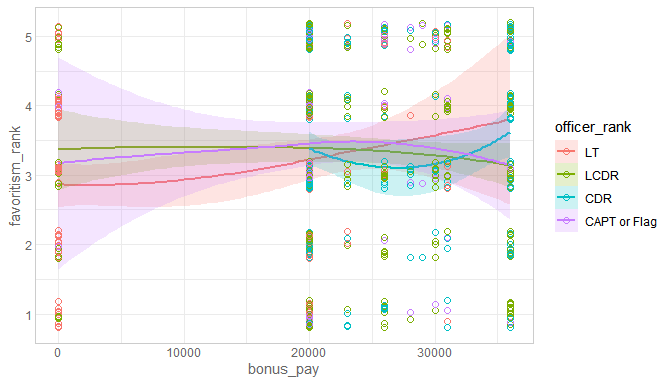 5
4
3
2
1
favoritism_rank
0
10000
20000
30000
bonus_pay
officer_rank
LT
LCDR
CDR
CAPT or Flag